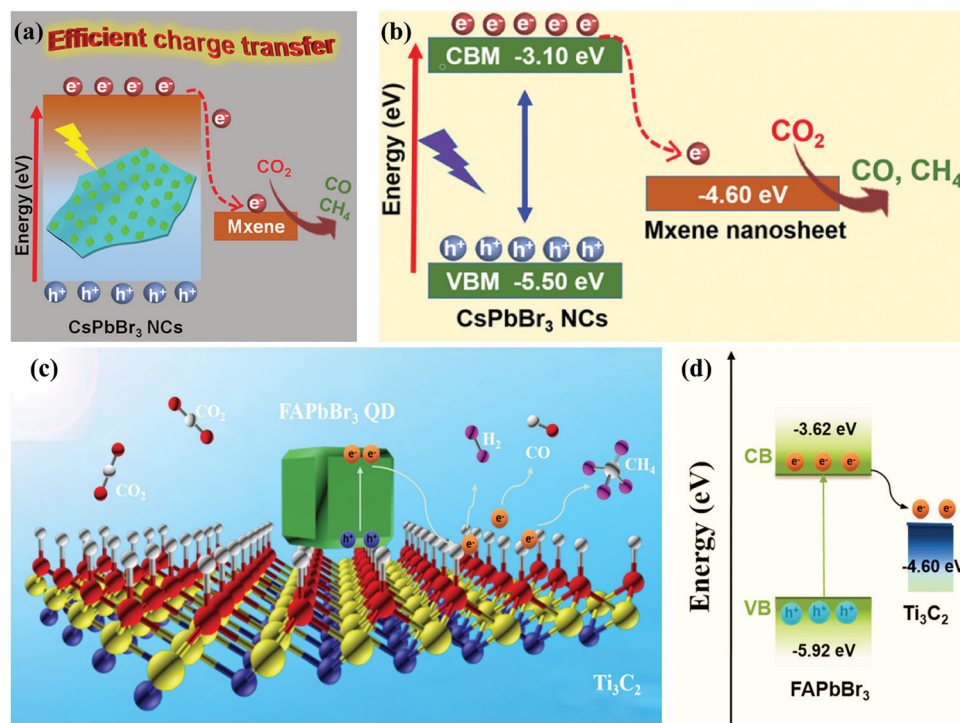 (a)
Efficient charge transfer
e⁻ e⁻ e⁻ e⁻
e⁻
Energy (eV)
CO₂
CO
CH₄
e⁻
Mxene
h⁺ h⁺ h⁺ h⁺ h⁺
CsPbBr₃ NCs
(b)
e⁻ e⁻ e⁻ e⁻ e⁻
CBM -3.10 eV
Energy (eV)
e⁻
CO₂
CO, CH₄
-4.60 eV
Mxene nanosheet
h⁺ h⁺ h⁺ h⁺ h⁺
VBM -5.50 eV
CsPbBr₃ NCs
(c)
CO₂
CO₂
FAPbBr₃ QD
e⁻ e⁻
H₂
CO
CH₄
e⁻
e⁻
e⁻
h⁺ h⁺
Ti₃C₂
(d)
Energy (eV)
-3.62 eV
CB
e⁻ e⁻ e⁻
e⁻ e⁻
-4.60 eV
Ti₃C₂
VB
h⁺ h⁺ h⁺
-5.92 eV
FAPbBr₃